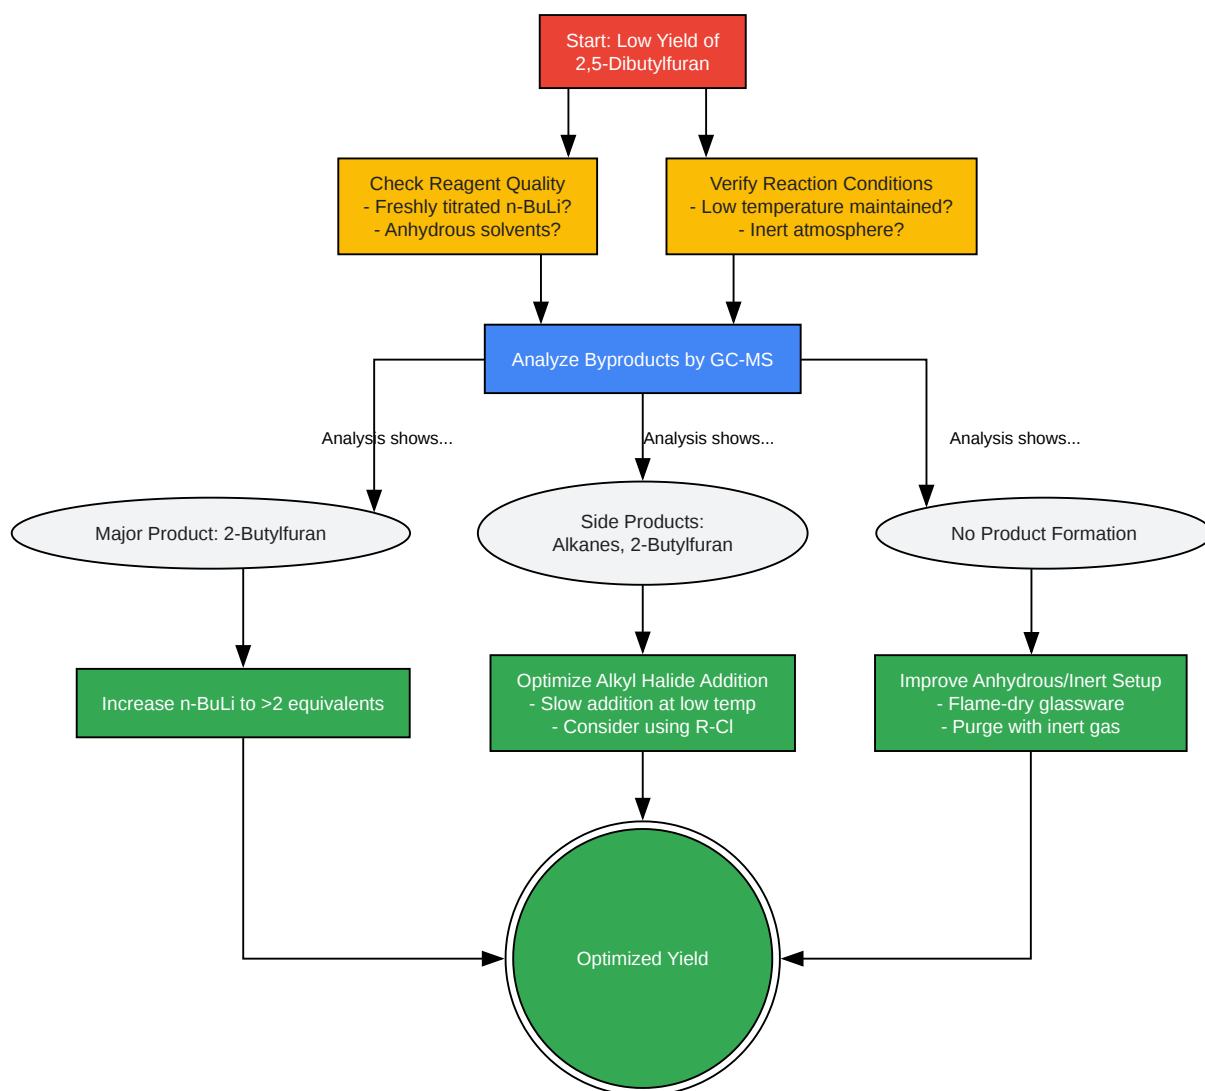 Start: Low Yield of
2,5-Dibutylfuran
Check Reagent Quality
- Freshly titrated n-BuLi?
- Anhydrous solvents?
Verify Reaction Conditions
- Low temperature maintained?
- Inert atmosphere?
Analyze Byproducts by GC-MS
Analysis shows...
Analysis shows...
Analysis shows...
Major Product: 2-Butylfuran
Side Products:
Alkanes, 2-Butylfuran
No Product Formation
Increase n-BuLi to >2 equivalents
Optimize Alkyl Halide Addition
- Slow addition at low temp
- Consider using R-Cl
Improve Anhydrous/Inert Setup
- Flame-dry glassware
- Purge with inert gas
Optimized Yield